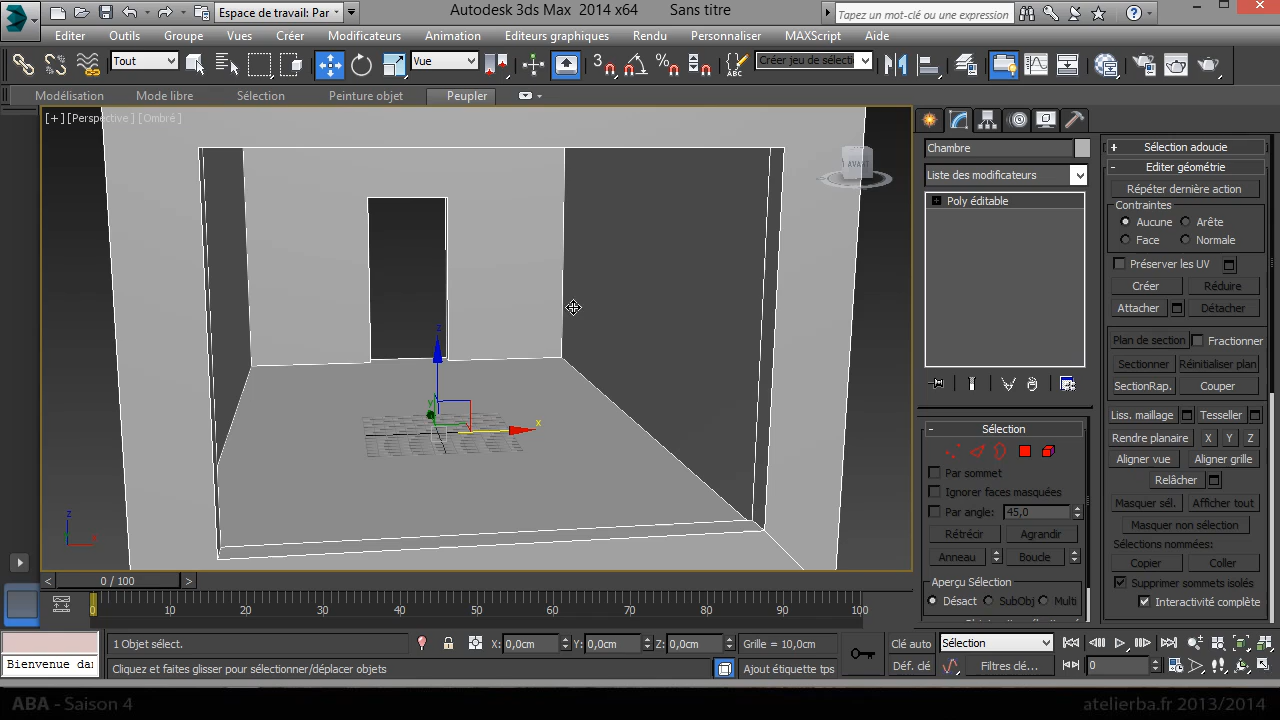 Espace de travail: Par
Autodesk 3ds Max 2014 x64 Sans titre
Tapez un mot-clé ou une expression
Editer Outils Groupe Vues Créer Modificateurs Animation Editeurs graphiques Rendu Personnaliser MAXScript Aide
Tout
Vue
3
Créer jeu de sélecti
Modélisation Mode libre Sélection Peinture objet Peupler
[+] [Perspective] [Ombré]
AVANT
z
y
x
z
Chambre
Liste des modificateurs
Poly éditable
Sélection
Par sommet
Ignorer faces masquées
Par angle: 45,0
Rétrécir Agrandir
Anneau Boucle
Aperçu Sélection
Désact SubObj Multi
Sélection adoucie
Editer géométrie
Répéter dernière action
Contraintes
Aucune Arête
Face Normale
Préserver les UV
Créer Réduire
Attacher Détacher
Plan de section Fractionner
Sectionner Réinitialiser plan
SectionRap. Couper
Liss. maillage Tesseller
Rendre planaire X Y Z
Aligner vue Aligner grille
Relâcher
Masquer sél. Afficher tout
Masquer non sélection
Sélections nommées:
Copier Coller
Supprimer sommets isolés
Interactivité complète
< 0 / 100 >
0 10 20 30 40 50 60 70 80 90 100
1 Objet sélect.
X: 0,0cm Y: 0,0cm Z: 0,0cm Grille = 10,0cm
Clé auto Sélection
Bienvenue dan
Cliquez et faites glisser pour sélectionner/déplacer objets
Ajout étiquette tps
Déf. clé Filtres clé... 0
ABA - Saison 4
atelierba.fr 2013/2014